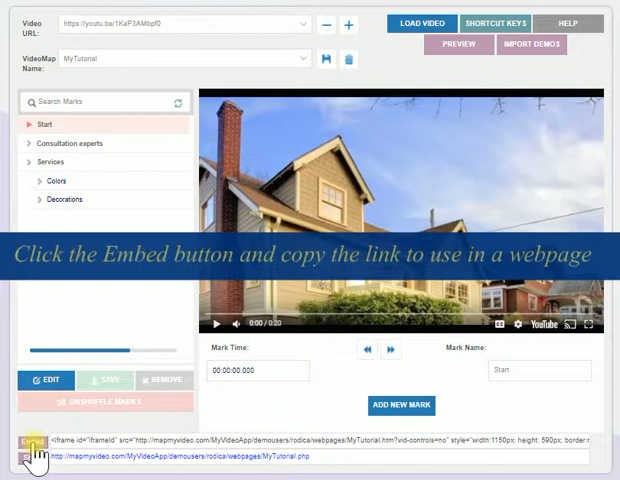 Video URL: https://youtu.be/1KaP3AMbpf0 LOAD VIDEO SHORTCUT KEYS HELP
PREVIEW IMPORT DEMOS
VideoMap Name: MyTutorial
Search Marks
Start
Consultation experts
Services
Colors
Decorations
Click the Embed button and copy the link to use in a webpage
0:00 / 0:20 CC YouTube
Mark Time: Mark Name:
00:00:00.000 Start
EDIT SAVE REMOVE
UNSHUFFLE MARKS ADD NEW MARK
<iframe id="iframeId" src="http://mapmyvideo.com/MyVideoApp/demousers/rodica/webpages/MyTutorial.htm?vid-controls=no" style="width:1150px; height: 590px; border:
http://mapmyvideo.com/MyVideoApp/demousers/rodica/webpages/MyTutorial.php